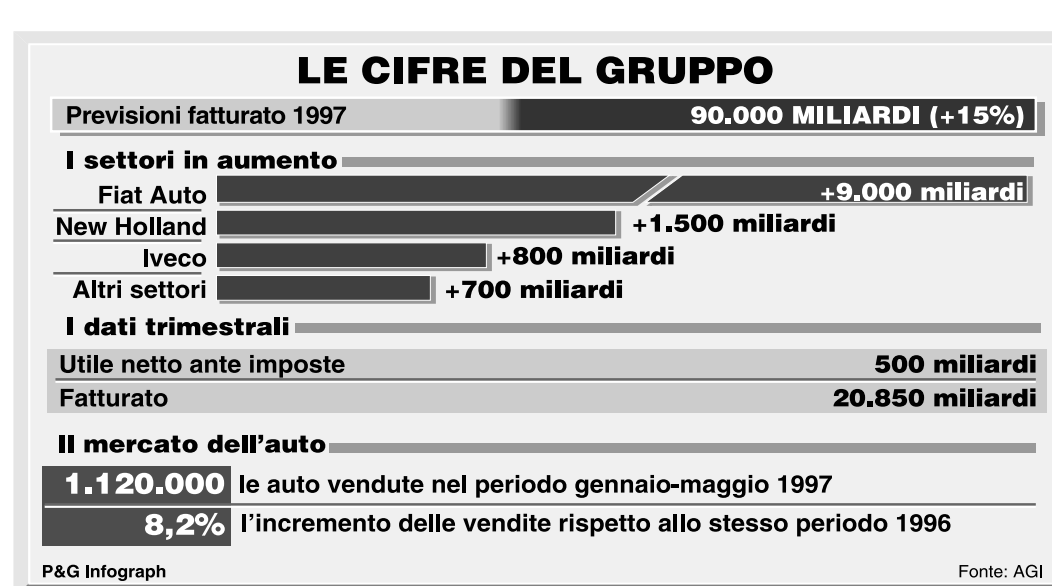 LE CIFRE DEL GRUPPO
Previsioni fatturato 1997 90.000 MILIARDI (+15%)
I settori in aumento
Fiat Auto +9.000 miliardi
New Holland +1.500 miliardi
Iveco +800 miliardi
Altri settori +700 miliardi
I dati trimestrali
Utile netto ante imposte 500 miliardi
Fatturato 20.850 miliardi
Il mercato dell'auto
1.120.000 le auto vendute nel periodo gennaio-maggio 1997
8,2% l'incremento delle vendite rispetto allo stesso periodo 1996
P&G Infograph Fonte: AGI